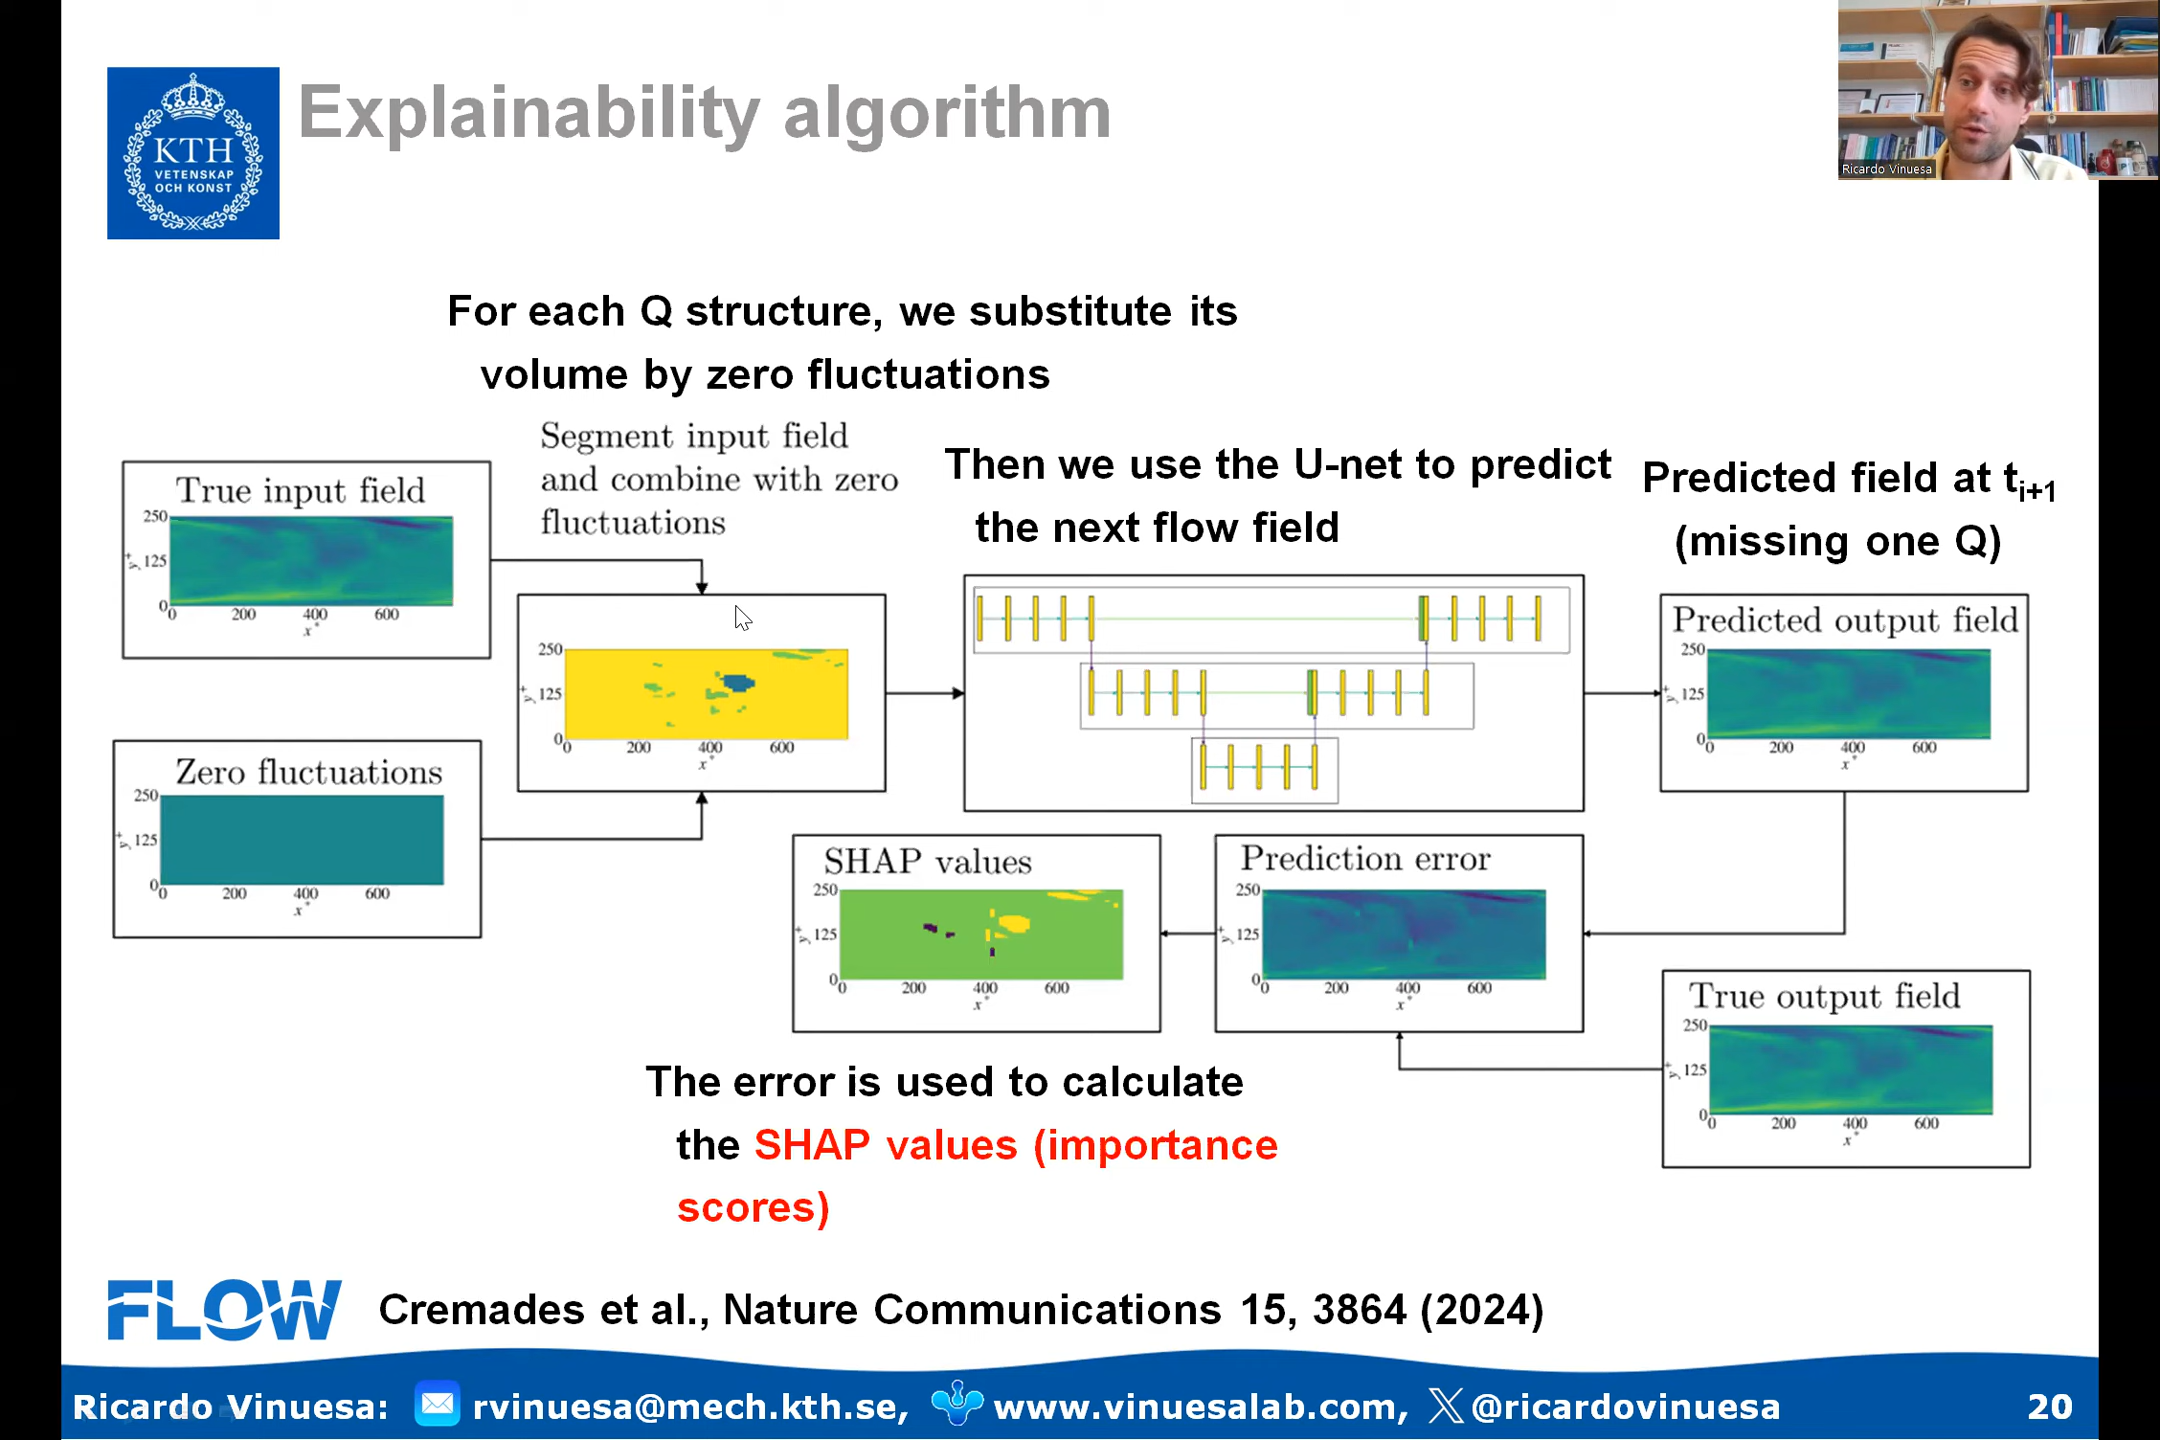 Explainability algorithm
KTH
VETENSKAP
OCH KONST
Ricardo Vinuesa
For each Q structure, we substitute its
volume by zero fluctuations
Segment input field
and combine with zero
fluctuations
Then we use the U-net to predict
the next flow field
Predicted field at ti+1
(missing one Q)
True input field
250
y+ 125
0
0 200 400 600
x+
Zero fluctuations
250
y+ 125
0
0 200 400 600
x+
250
y+ 125
0
0 200 400 600
x+
Predicted output field
250
y+ 125
0
0 200 400 600
x+
SHAP values
250
y+ 125
0
0 200 400 600
x+
Prediction error
250
y+ 125
0
0 200 400 600
x+
True output field
250
y+ 125
0
0 200 400 600
x+
The error is used to calculate
the SHAP values (importance
scores)
FLOW
Cremades et al., Nature Communications 15, 3864 (2024)
Ricardo Vinuesa: rvinuesa@mech.kth.se, www.vinuesalab.com, @ricardovinuesa 20